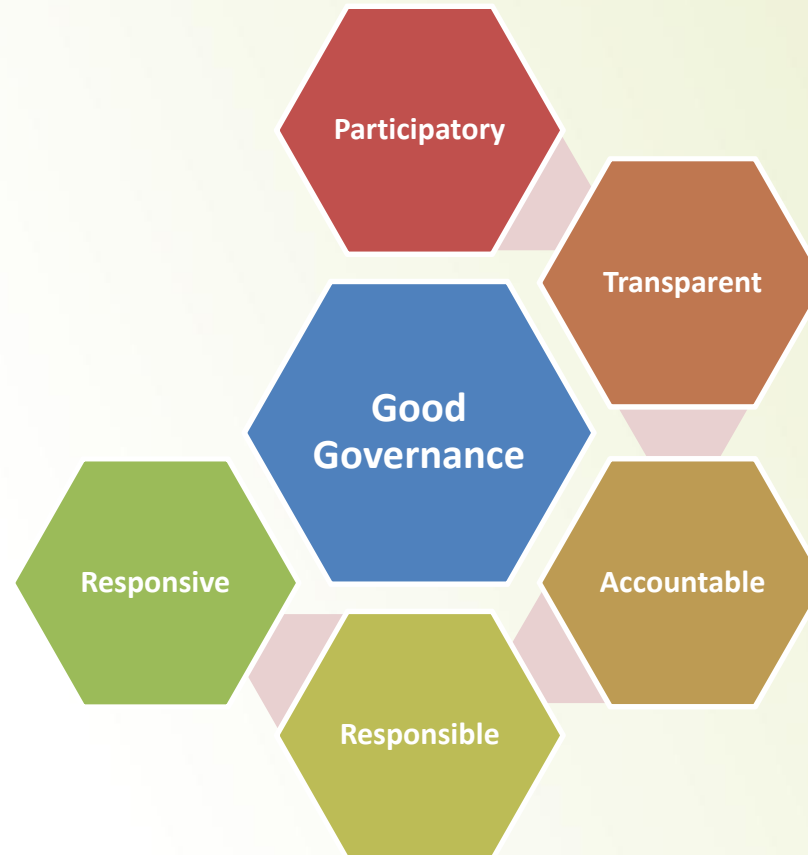 Participatory
Transparent
Good
Governance
Accountable
Responsive
Responsible